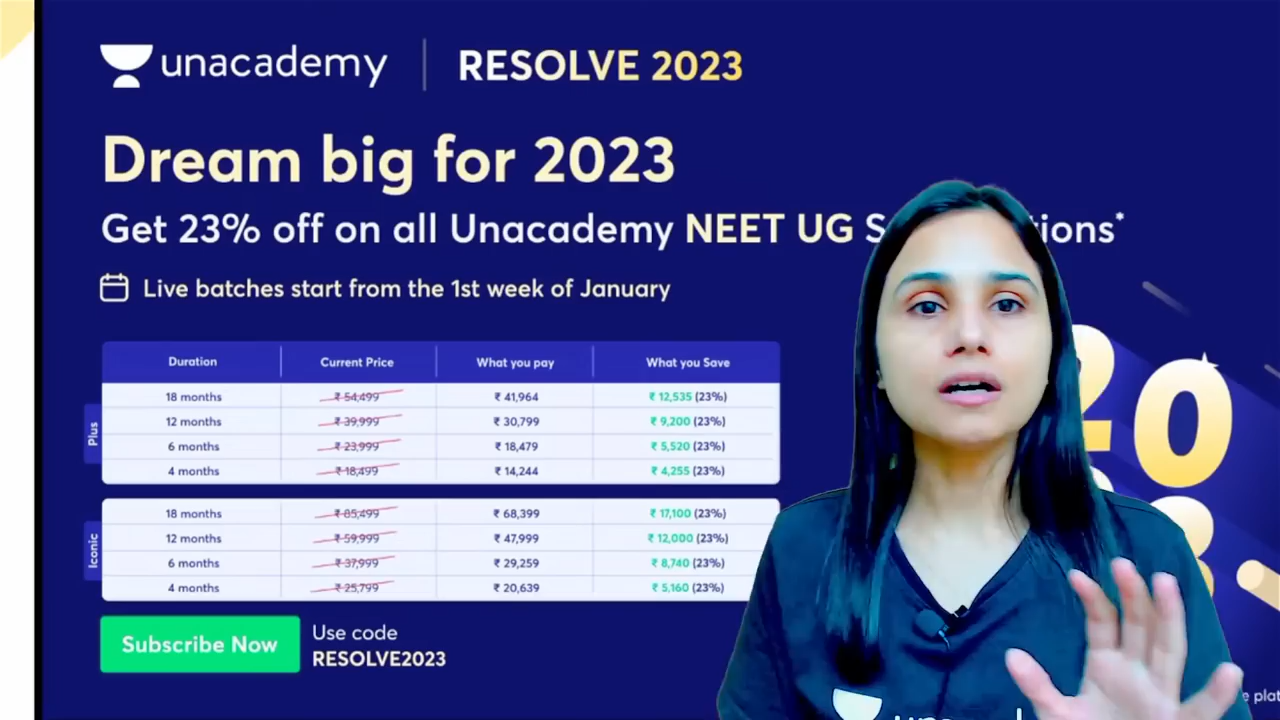 unacademy
RESOLVE 2023
Dream big for 2023
Get 23% off on all Unacademy NEET UG
Live batches start from the 1st week of January
Duration Current Price What you pay What you Save
Plus
18 months ₹ 54,499 ₹ 41,964 ₹ 12,535 (23%)
12 months ₹ 39,999 ₹ 30,799 ₹ 9,200 (23%)
6 months ₹ 23,999 ₹ 18,479 ₹ 5,520 (23%)
4 months ₹ 18,499 ₹ 14,244 ₹ 4,255 (23%)
Iconic
18 months ₹ 85,499 ₹ 68,399 ₹ 17,100 (23%)
12 months ₹ 59,999 ₹ 47,999 ₹ 12,000 (23%)
6 months ₹ 37,999 ₹ 29,259 ₹ 8,740 (23%)
4 months ₹ 25,799 ₹ 20,639 ₹ 5,160 (23%)
Subscribe Now
Use code
RESOLVE2023
20